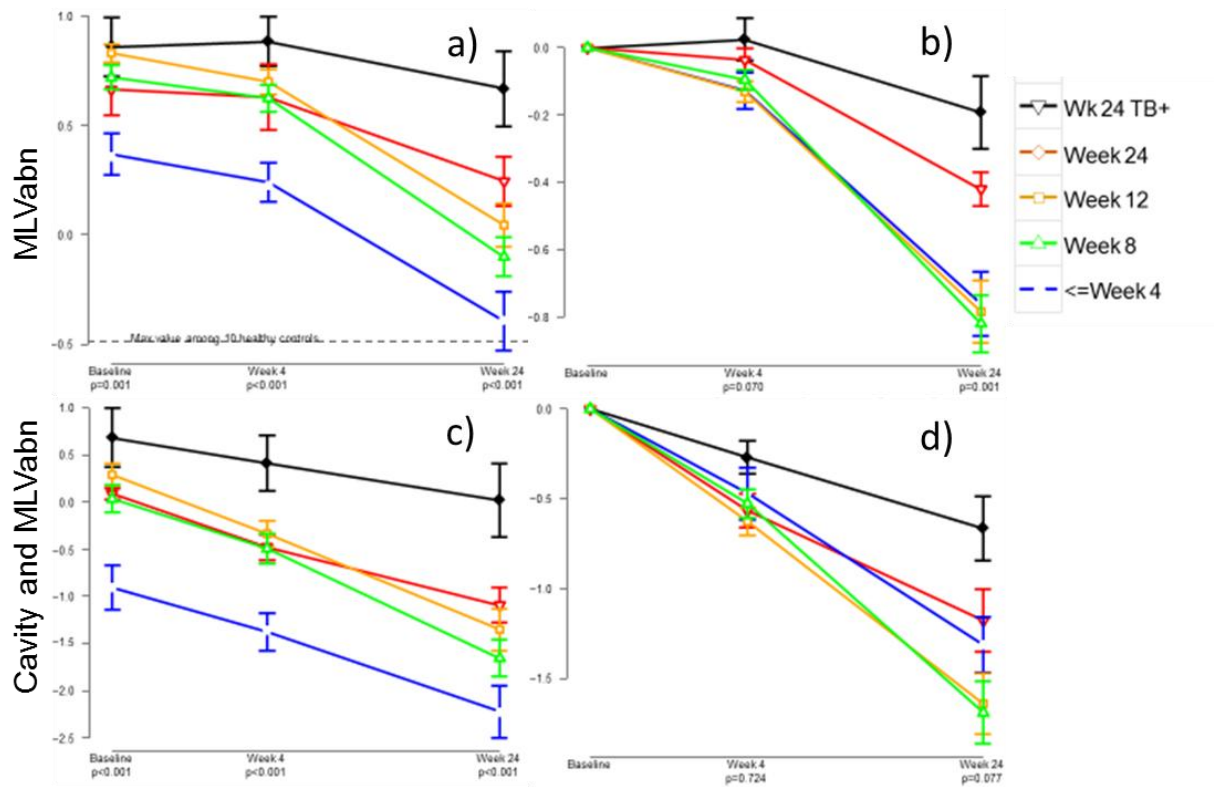 MLVabn
1.0
0.5
0.0
−0.5
a)
Max value among 10 healthy controls
Baseline
p=0.001
Week 4
p<0.001
Week 24
p<0.001
0.0
−0.2
−0.4
−0.6
−0.8
b)
Baseline
Week 4
p=0.070
Week 24
p=0.001
Wk 24 TB+
Week 24
Week 12
Week 8
<=Week 4
Cavity and MLVabn
1.0
0.5
0.0
−0.5
−1.0
−1.5
−2.0
−2.5
c)
Baseline
p<0.001
Week 4
p<0.001
Week 24
p<0.001
0.0
−0.5
−1.0
−1.5
d)
Baseline
Week 4
p=0.724
Week 24
p=0.077